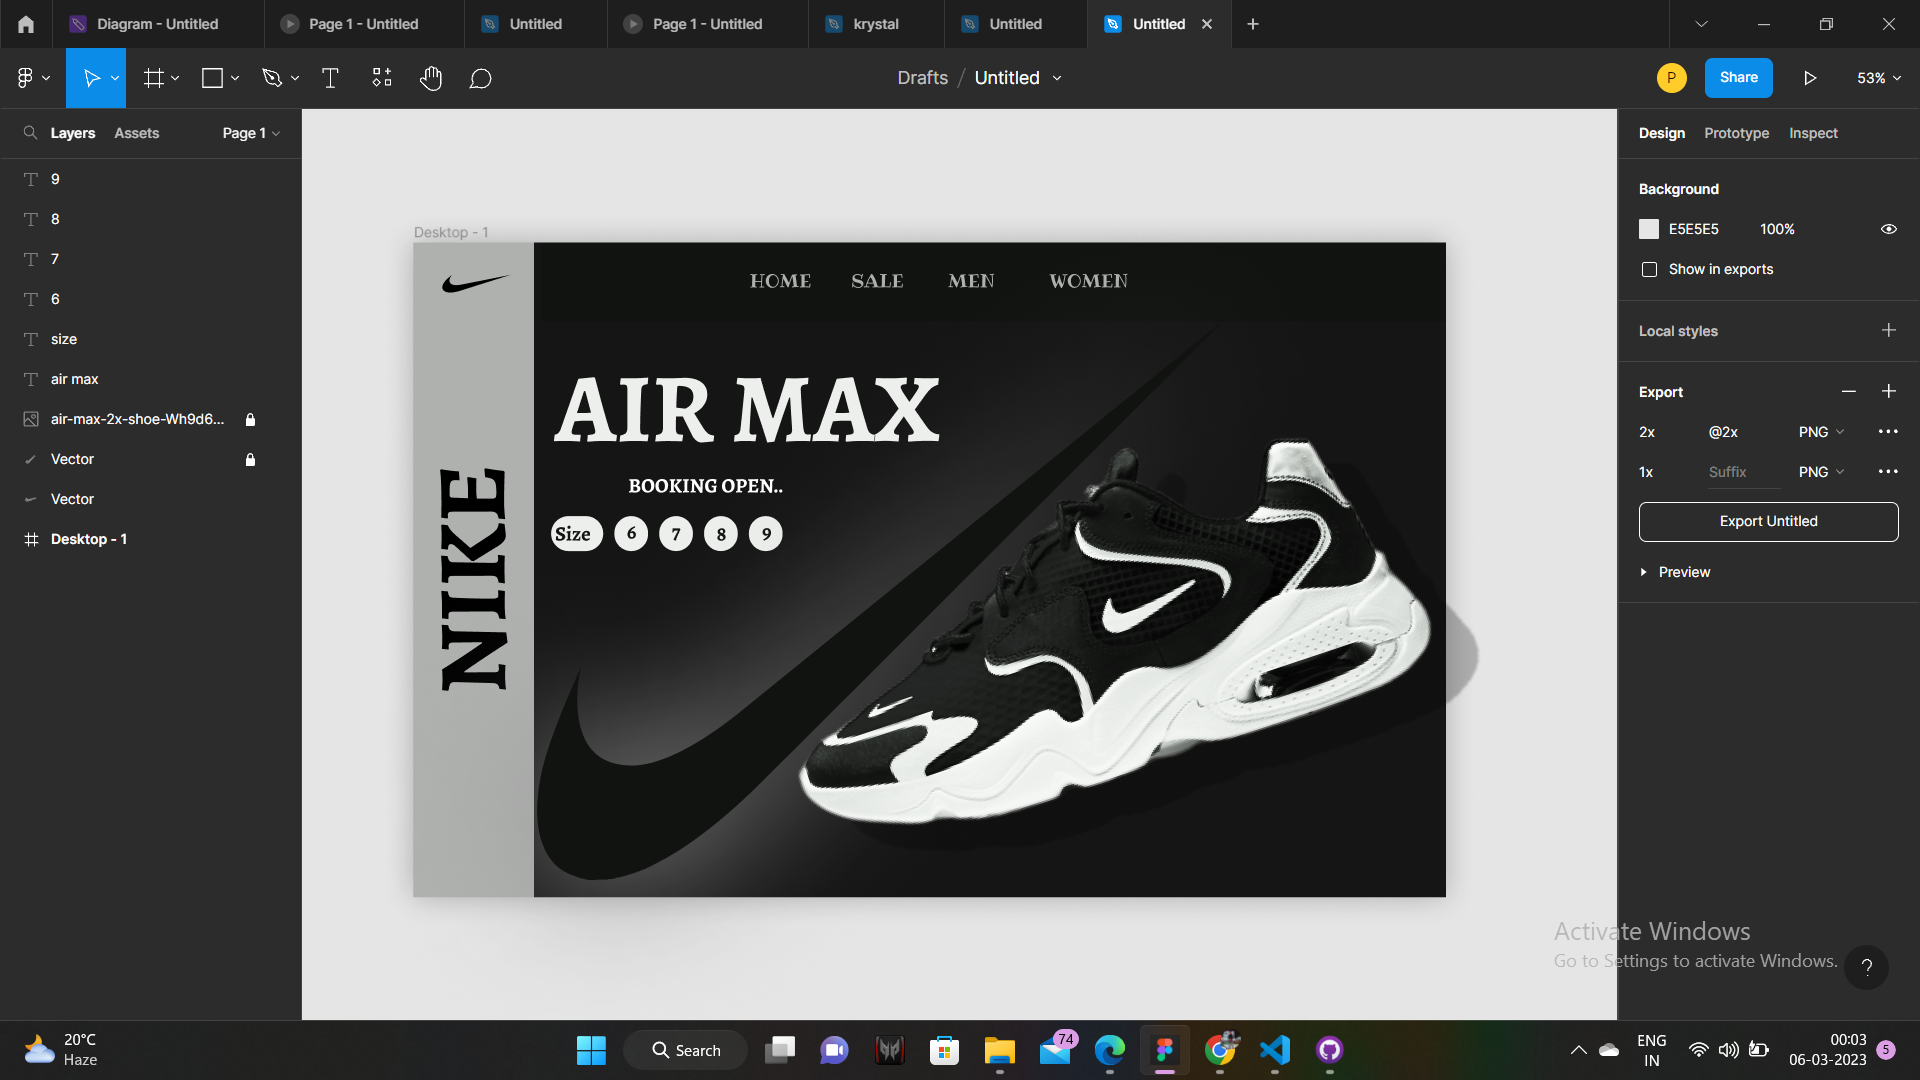 Diagram - Untitled
Page 1 - Untitled
Untitled
Page 1 - Untitled
krystal
Untitled
Untitled
Drafts / Untitled
P
Share
53%
Layers
Assets
Page 1
9
8
7
6
size
air max
air-max-2x-shoe-Wh9d6...
Vector
Vector
Desktop - 1
Desktop - 1
HOME
SALE
MEN
WOMEN
AIR MAX
BOOKING OPEN..
Size
6
7
8
9
NIKE
Design
Prototype
Inspect
Background
E5E5E5
100%
Show in exports
Local styles
Export
2x
@2x
PNG
1x
Suffix
PNG
Export Untitled
Preview
Activate Windows
Go to Settings to activate Windows.
?
20°C
Haze
Search
74
ENG
IN
00:03
06-03-2023
5